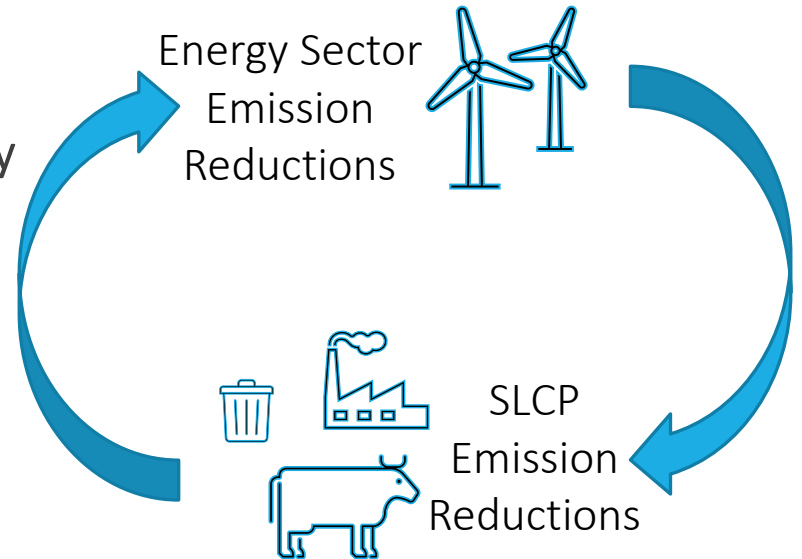 Energy Sector
Emission
Reductions
y
SLCP
Emission
Reductions